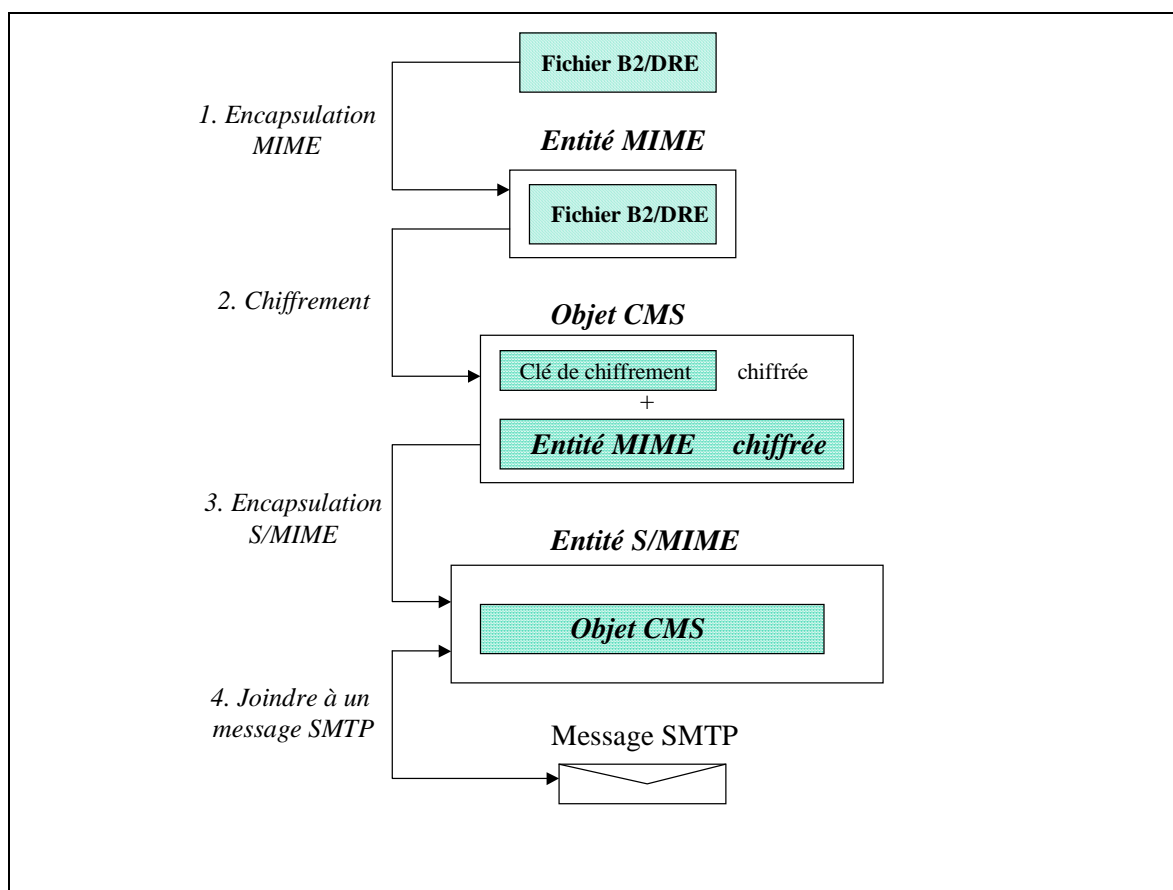 Fichier B2/DRE
1. Encapsulation
MIME
Entité MIME
Fichier B2/DRE
2. Chiffrement
Objet CMS
Clé de chiffrement chiffrée
+
Entité MIME chiffrée
3. Encapsulation
S/MIME
Entité S/MIME
Objet CMS
4. Joindre à un
message SMTP
Message SMTP